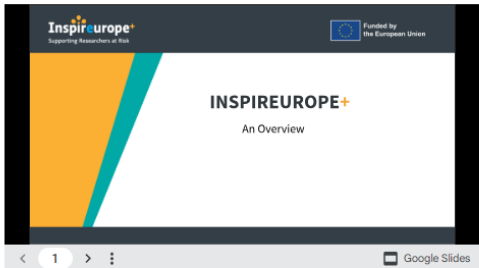 Inspireurope+
Supporting Researchers at Risk
Funded by
the European Union
INSPIREUROPE+
An Overview
1
Google Slides